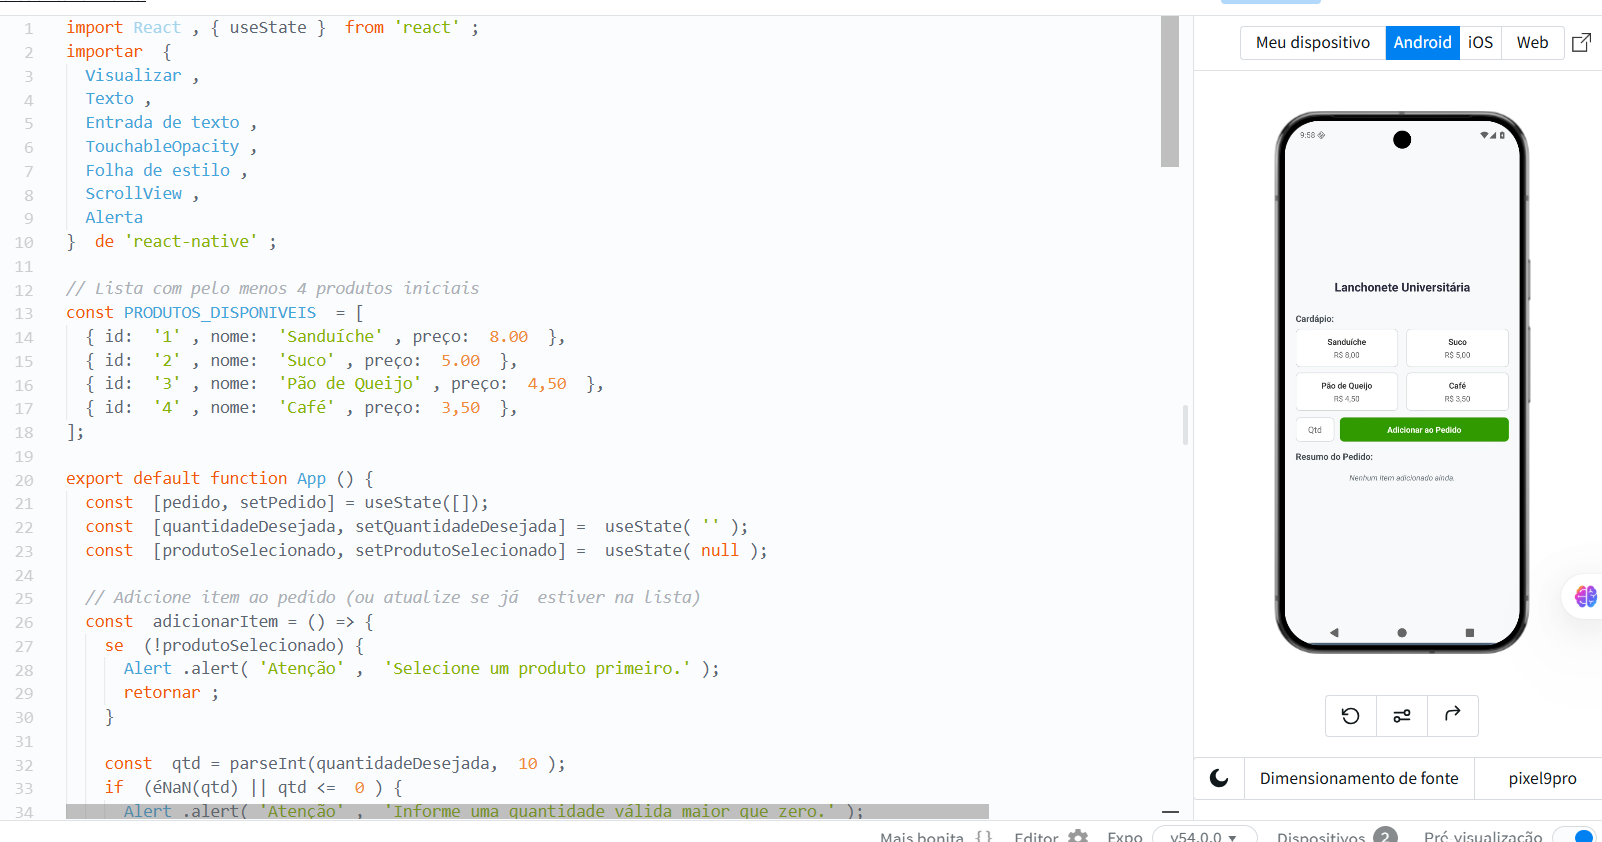 1 import React , { useState } from 'react' ;
2 importar {
3 Visualizar ,
4 Texto ,
5 Entrada de texto ,
6 TouchableOpacity ,
7 Folha de estilo ,
8 ScrollView ,
9 Alerta
10 } de 'react-native' ;
11
12 // Lista com pelo menos 4 produtos iniciais
13 const PRODUTOS_DISPONIVEIS = [
14 { id: '1' , nome: 'Sanduíche' , preço: 8.00 },
15 { id: '2' , nome: 'Suco' , preço: 5.00 },
16 { id: '3' , nome: 'Pão de Queijo' , preço: 4,50 },
17 { id: '4' , nome: 'Café' , preço: 3,50 },
18 ];
19
20 export default function App () {
21 const [pedido, setPedido] = useState([]);
22 const [quantidadeDesejada, setQuantidadeDesejada] = useState( '' );
23 const [produtoSelecionado, setProdutoSelecionado] = useState( null );
24
25 // Adicione item ao pedido (ou atualize se já estiver na lista)
26 const adicionarItem = () => {
27 se (!produtoSelecionado) {
28 Alert .alert( 'Atenção' , 'Selecione um produto primeiro.' );
29 retornar ;
30 }
31
32 const qtd = parseInt(quantidadeDesejada, 10 );
33 if (éNaN(qtd) || qtd <= 0 ) {
34 Alert .alert( 'Atenção' , 'Informe uma quantidade válida maior que zero.' );
Meu dispositivo Android iOS Web
9:58
Lanchonete Universitária
Cardápio:
Sanduíche Suco
R$ 8,00 R$ 5,00
Pão de Queijo Café
R$ 4,50 R$ 3,50
Qtd Adicionar ao Pedido
Resumo do Pedido:
Nenhum item adicionado ainda.
Dimensionamento de fonte pixel9pro
Mais bonita { } Editor Expo v54.0.0 Dispositivos 2 Pré-visualização